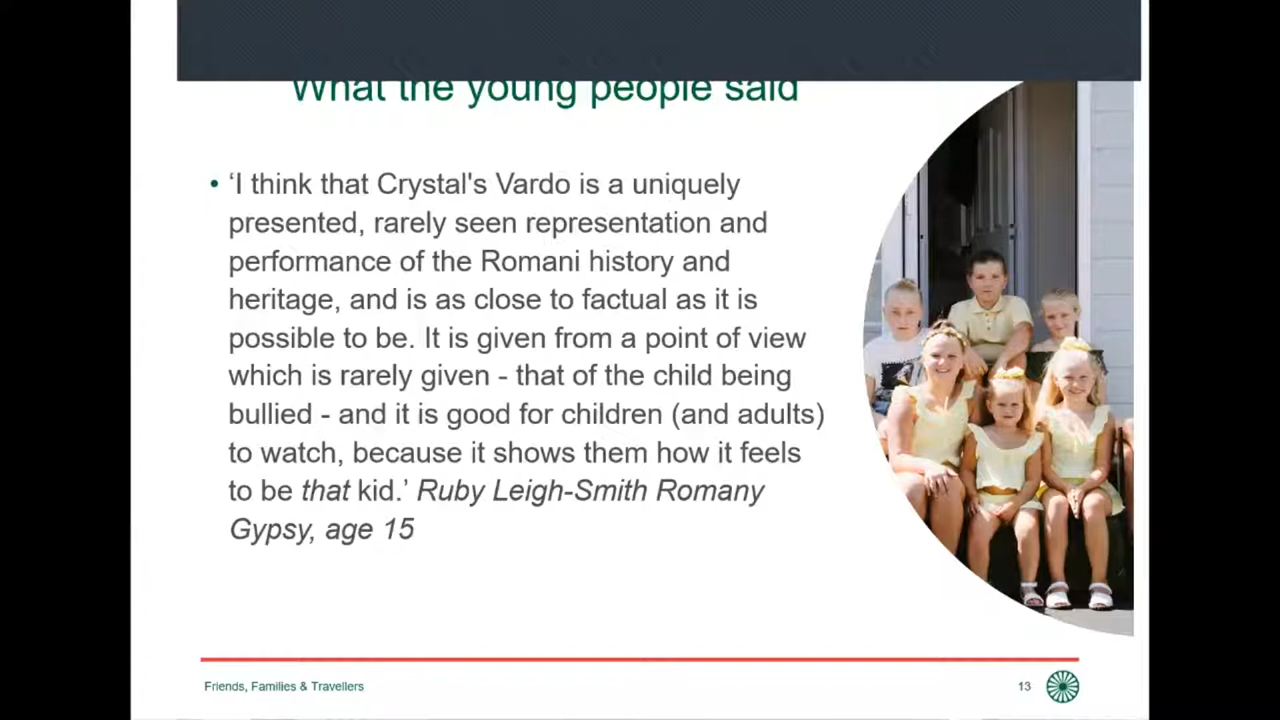 What the young people said
• ‘I think that Crystal's Vardo is a uniquely
presented, rarely seen representation and
performance of the Romani history and
heritage, and is as close to factual as it is
possible to be. It is given from a point of view
which is rarely given - that of the child being
bullied - and it is good for children (and adults)
to watch, because it shows them how it feels
to be that kid.’ Ruby Leigh-Smith Romany
Gypsy, age 15
Friends, Families & Travellers
13